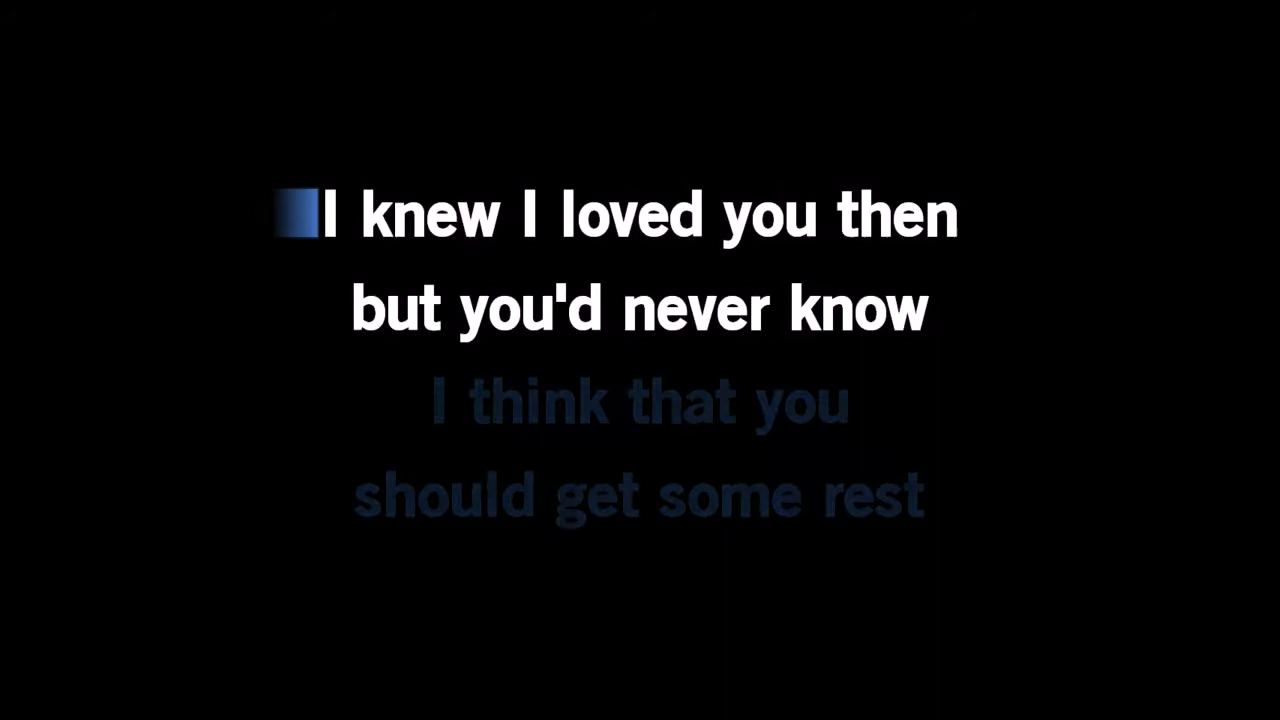 I knew I loved you then
but you'd never know
I think that you
should get some rest